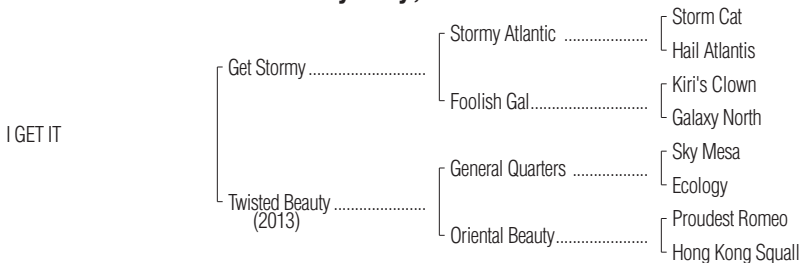 Storm Cat
Stormy Atlantic ....................
Hail Atlantis
Get Stormy ............................
Kiri's Clown
Foolish Gal............................
Galaxy North
I GET IT
Sky Mesa
General Quarters ..................
Ecology
Twisted Beauty ......................
(2013)
Proudest Romeo
Oriental Beauty......................
Hong Kong Squall